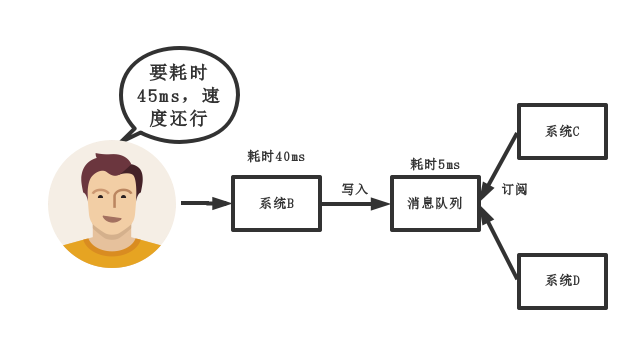 要耗时
45ms，速
度还行
耗时40ms
系统B
写入
耗时5ms
消息队列
订阅
系统C
系统D